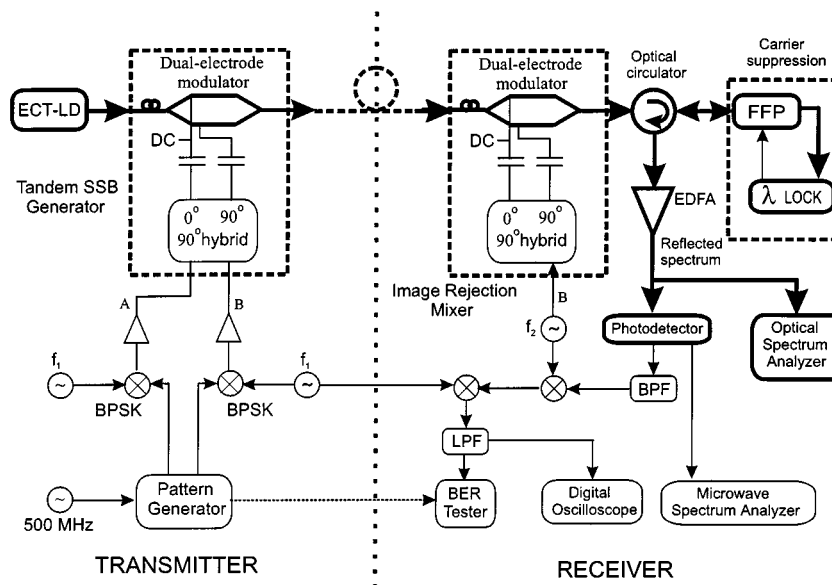 Dual-electrode
modulator
ECT-LD
DC
Tandem SSB
Generator
0° 90°
90°hybrid
A
B
f1
~
BPSK
BPSK
f1
~
~
500 MHz
Pattern
Generator
TRANSMITTER
Dual-electrode
modulator
DC
0° 90°
90°hybrid
Image Rejection
Mixer
B
f2
~
Optical
circulator
Carrier
suppression
FFP
λ LOCK
EDFA
Reflected
spectrum
Photodetector
Optical
Spectrum
Analyzer
BPF
LPF
BER
Tester
Digital
Oscilloscope
Microwave
Spectrum Analyzer
RECEIVER